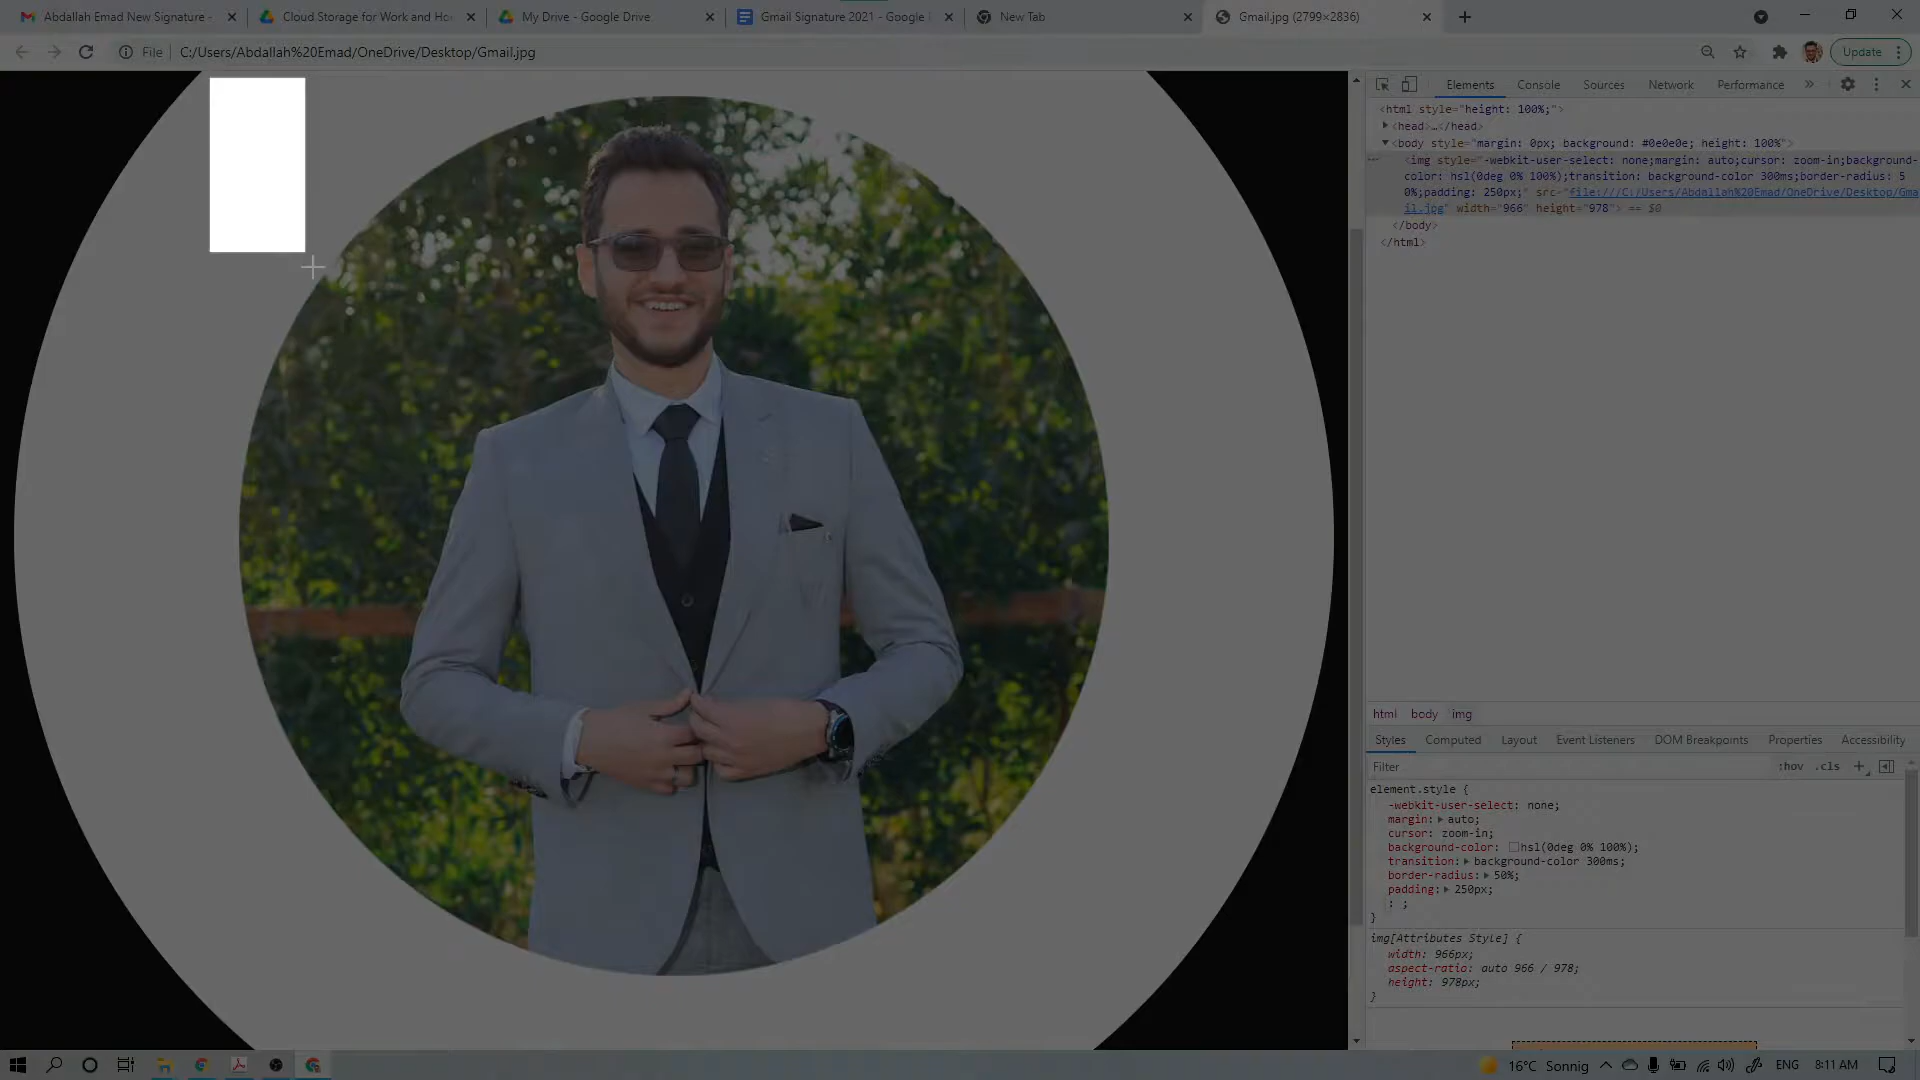 Abdallah Emad New Signature -
Cloud Storage for Work and Ho
My Drive - Google Drive
Gmail Signature 2021 - Google
New Tab
Gmail.jpg (2799×2836)
File C:/Users/Abdallah%20Emad/OneDrive/Desktop/Gmail.jpg
Update
Elements Console Sources Network Performance »
<html style="height: 100%;">
<head>…</head>
<body style="margin: 0px; background: #0e0e0e; height: 100%">
<img style="-webkit-user-select: none;margin: auto;cursor: zoom-in;background-
color: hsl(0deg 0% 100%);transition: background-color 300ms;border-radius: 5
0%;padding: 250px;" src="file:///C:/Users/Abdallah%20Emad/OneDrive/Desktop/Gma
il.jpg" width="966" height="978"> == $0
</body>
</html>
html body img
Styles Computed Layout Event Listeners DOM Breakpoints Properties Accessibility
Filter :hov .cls
element.style {
-webkit-user-select: none;
margin: auto;
cursor: zoom-in;
background-color: hsl(0deg 0% 100%);
transition: background-color 300ms;
border-radius: 50%;
padding: 250px;
: ;
}
img[Attributes Style] {
width: 966px;
aspect-ratio: auto 966 / 978;
height: 978px;
}
16°C Sonnig ENG 8:11 AM